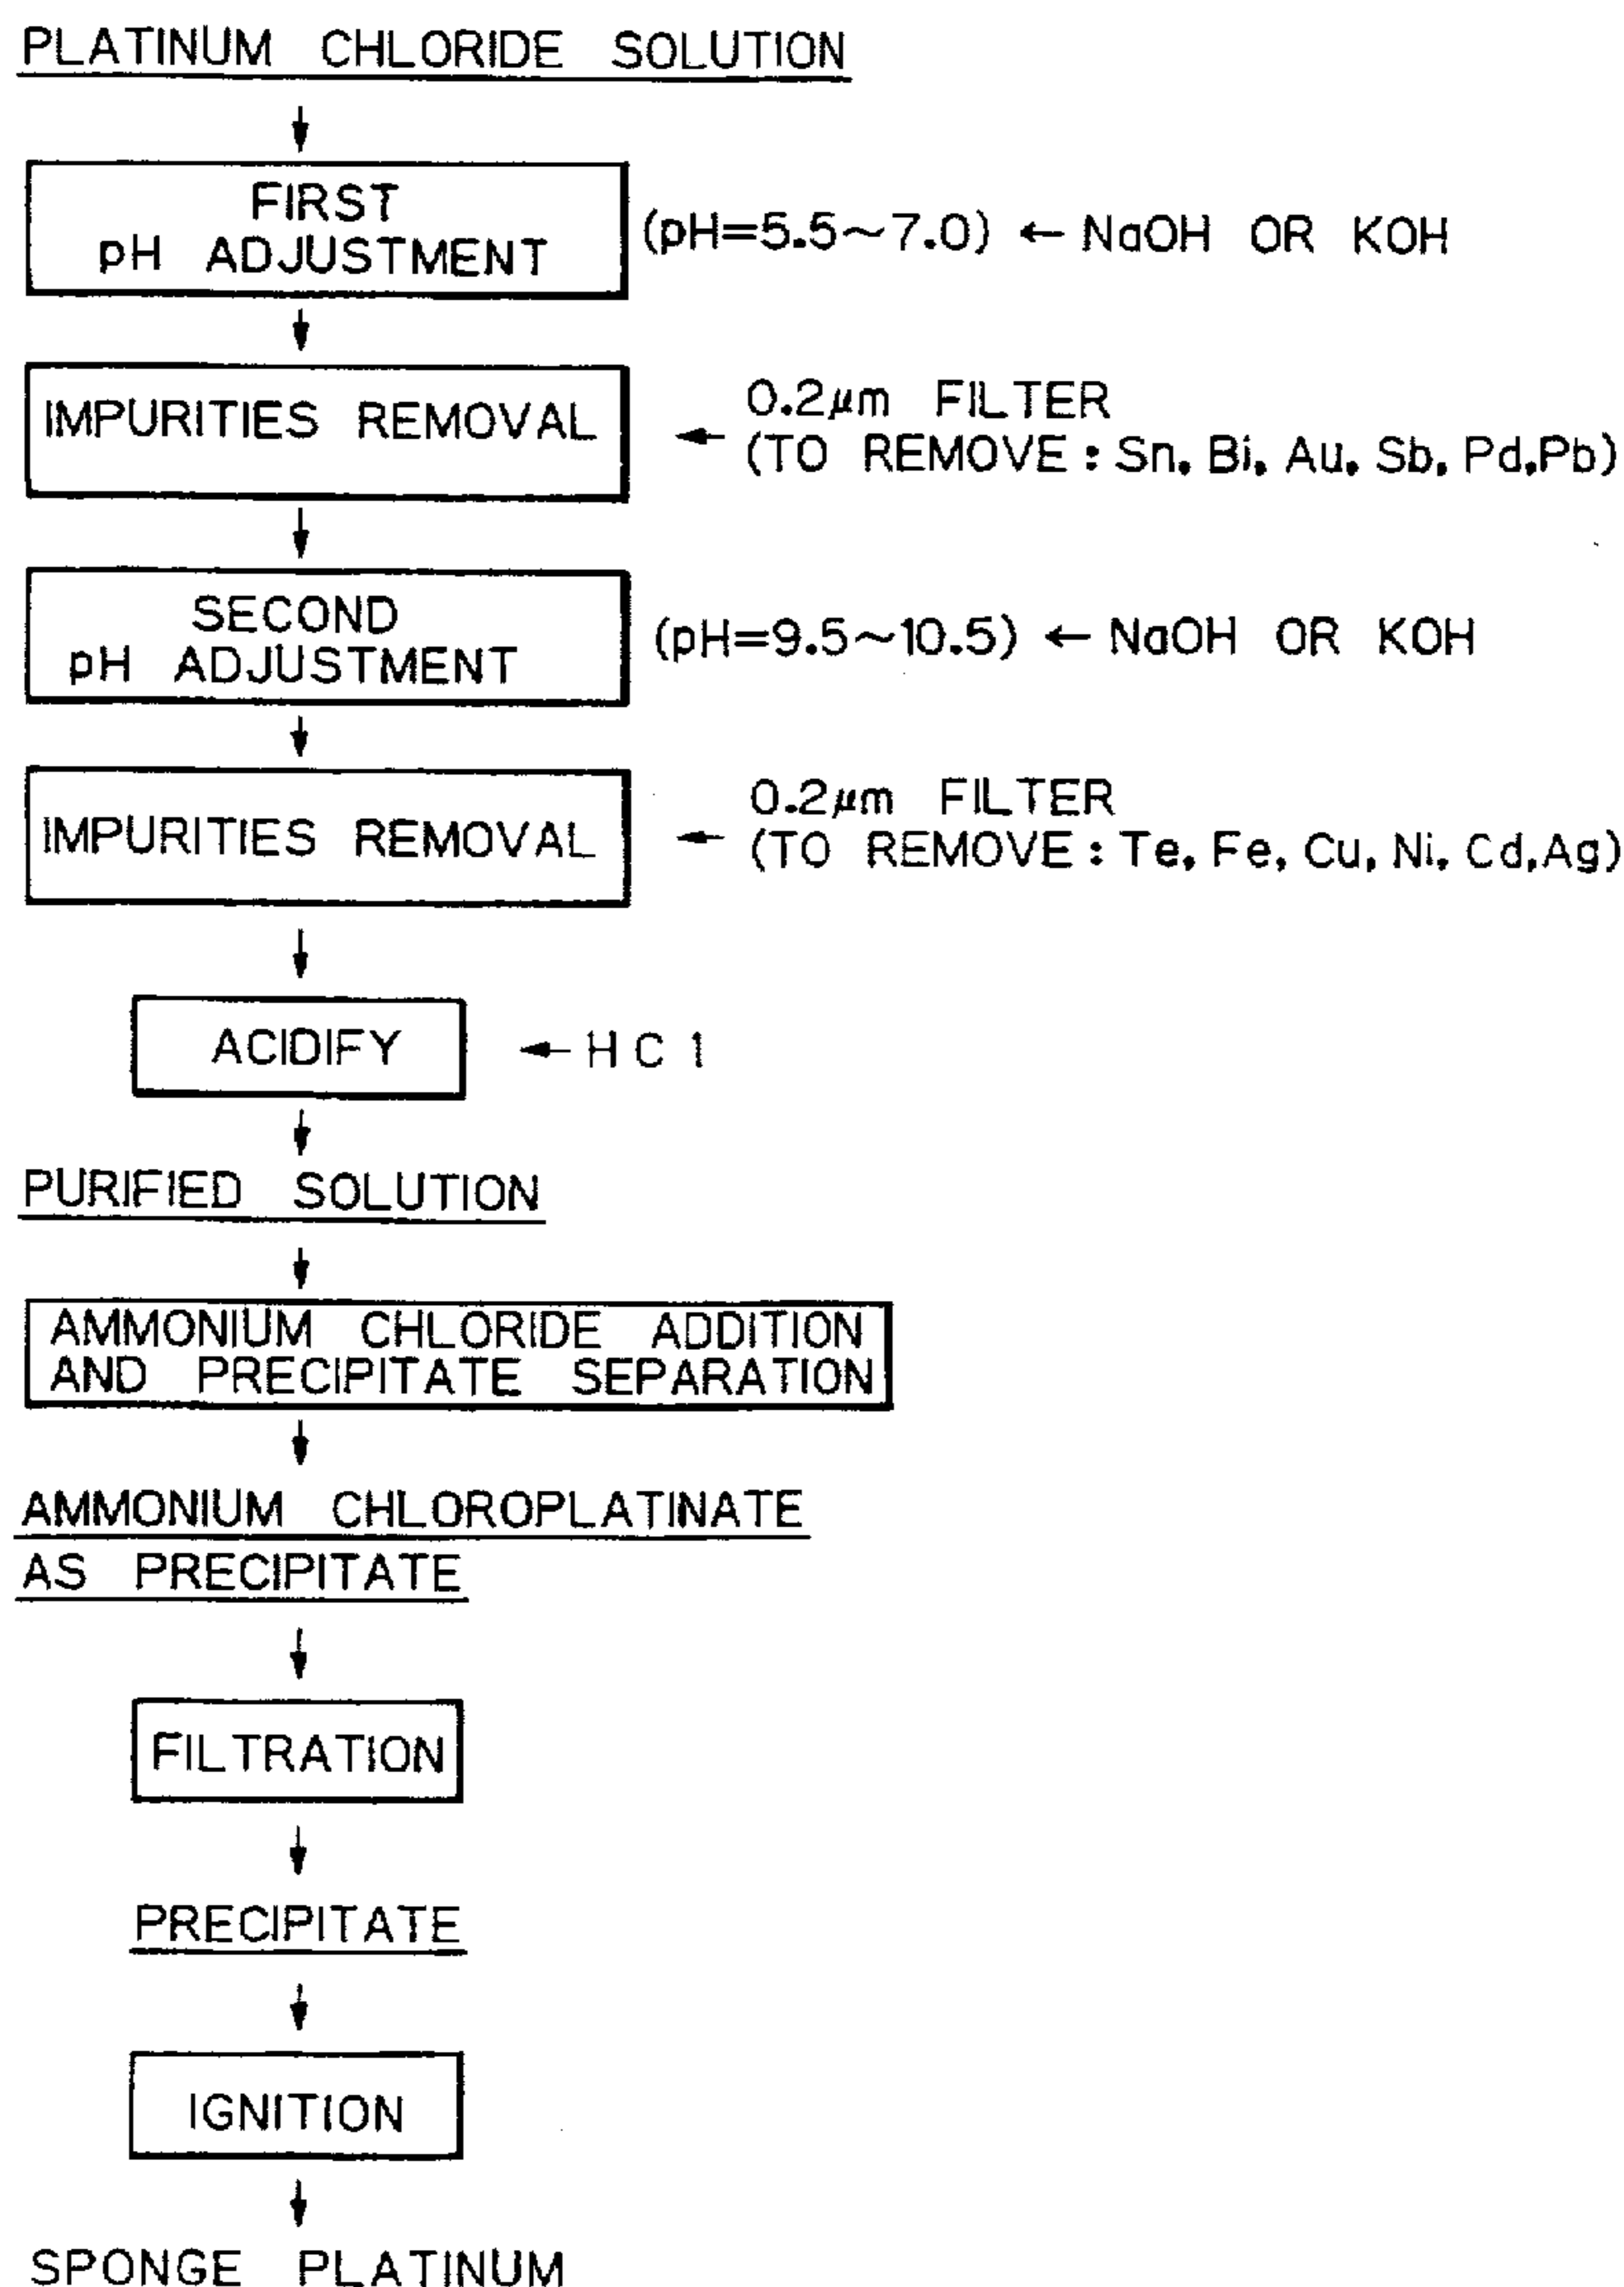 PLATINUM CHLORIDE SOLUTION
FIRST
pH ADJUSTMENT
(pH=5.5~7.0) ← NaOH OR KOH
IMPURITIES REMOVAL
0.2μm FILTER
(TO REMOVE : Sn, Bi, Au, Sb, Pd, Pb)
SECOND
pH ADJUSTMENT
(pH=9.5~10.5) ← NaOH OR KOH
IMPURITIES REMOVAL
0.2μm FILTER
(TO REMOVE : Te, Fe, Cu, Ni, Cd, Ag)
ACIDIFY
← HCl
PURIFIED SOLUTION
AMMONIUM CHLORIDE ADDITION
AND PRECIPITATE SEPARATION
AMMONIUM CHLOROPLATINATE
AS PRECIPITATE
FILTRATION
PRECIPITATE
IGNITION
SPONGE PLATINUM